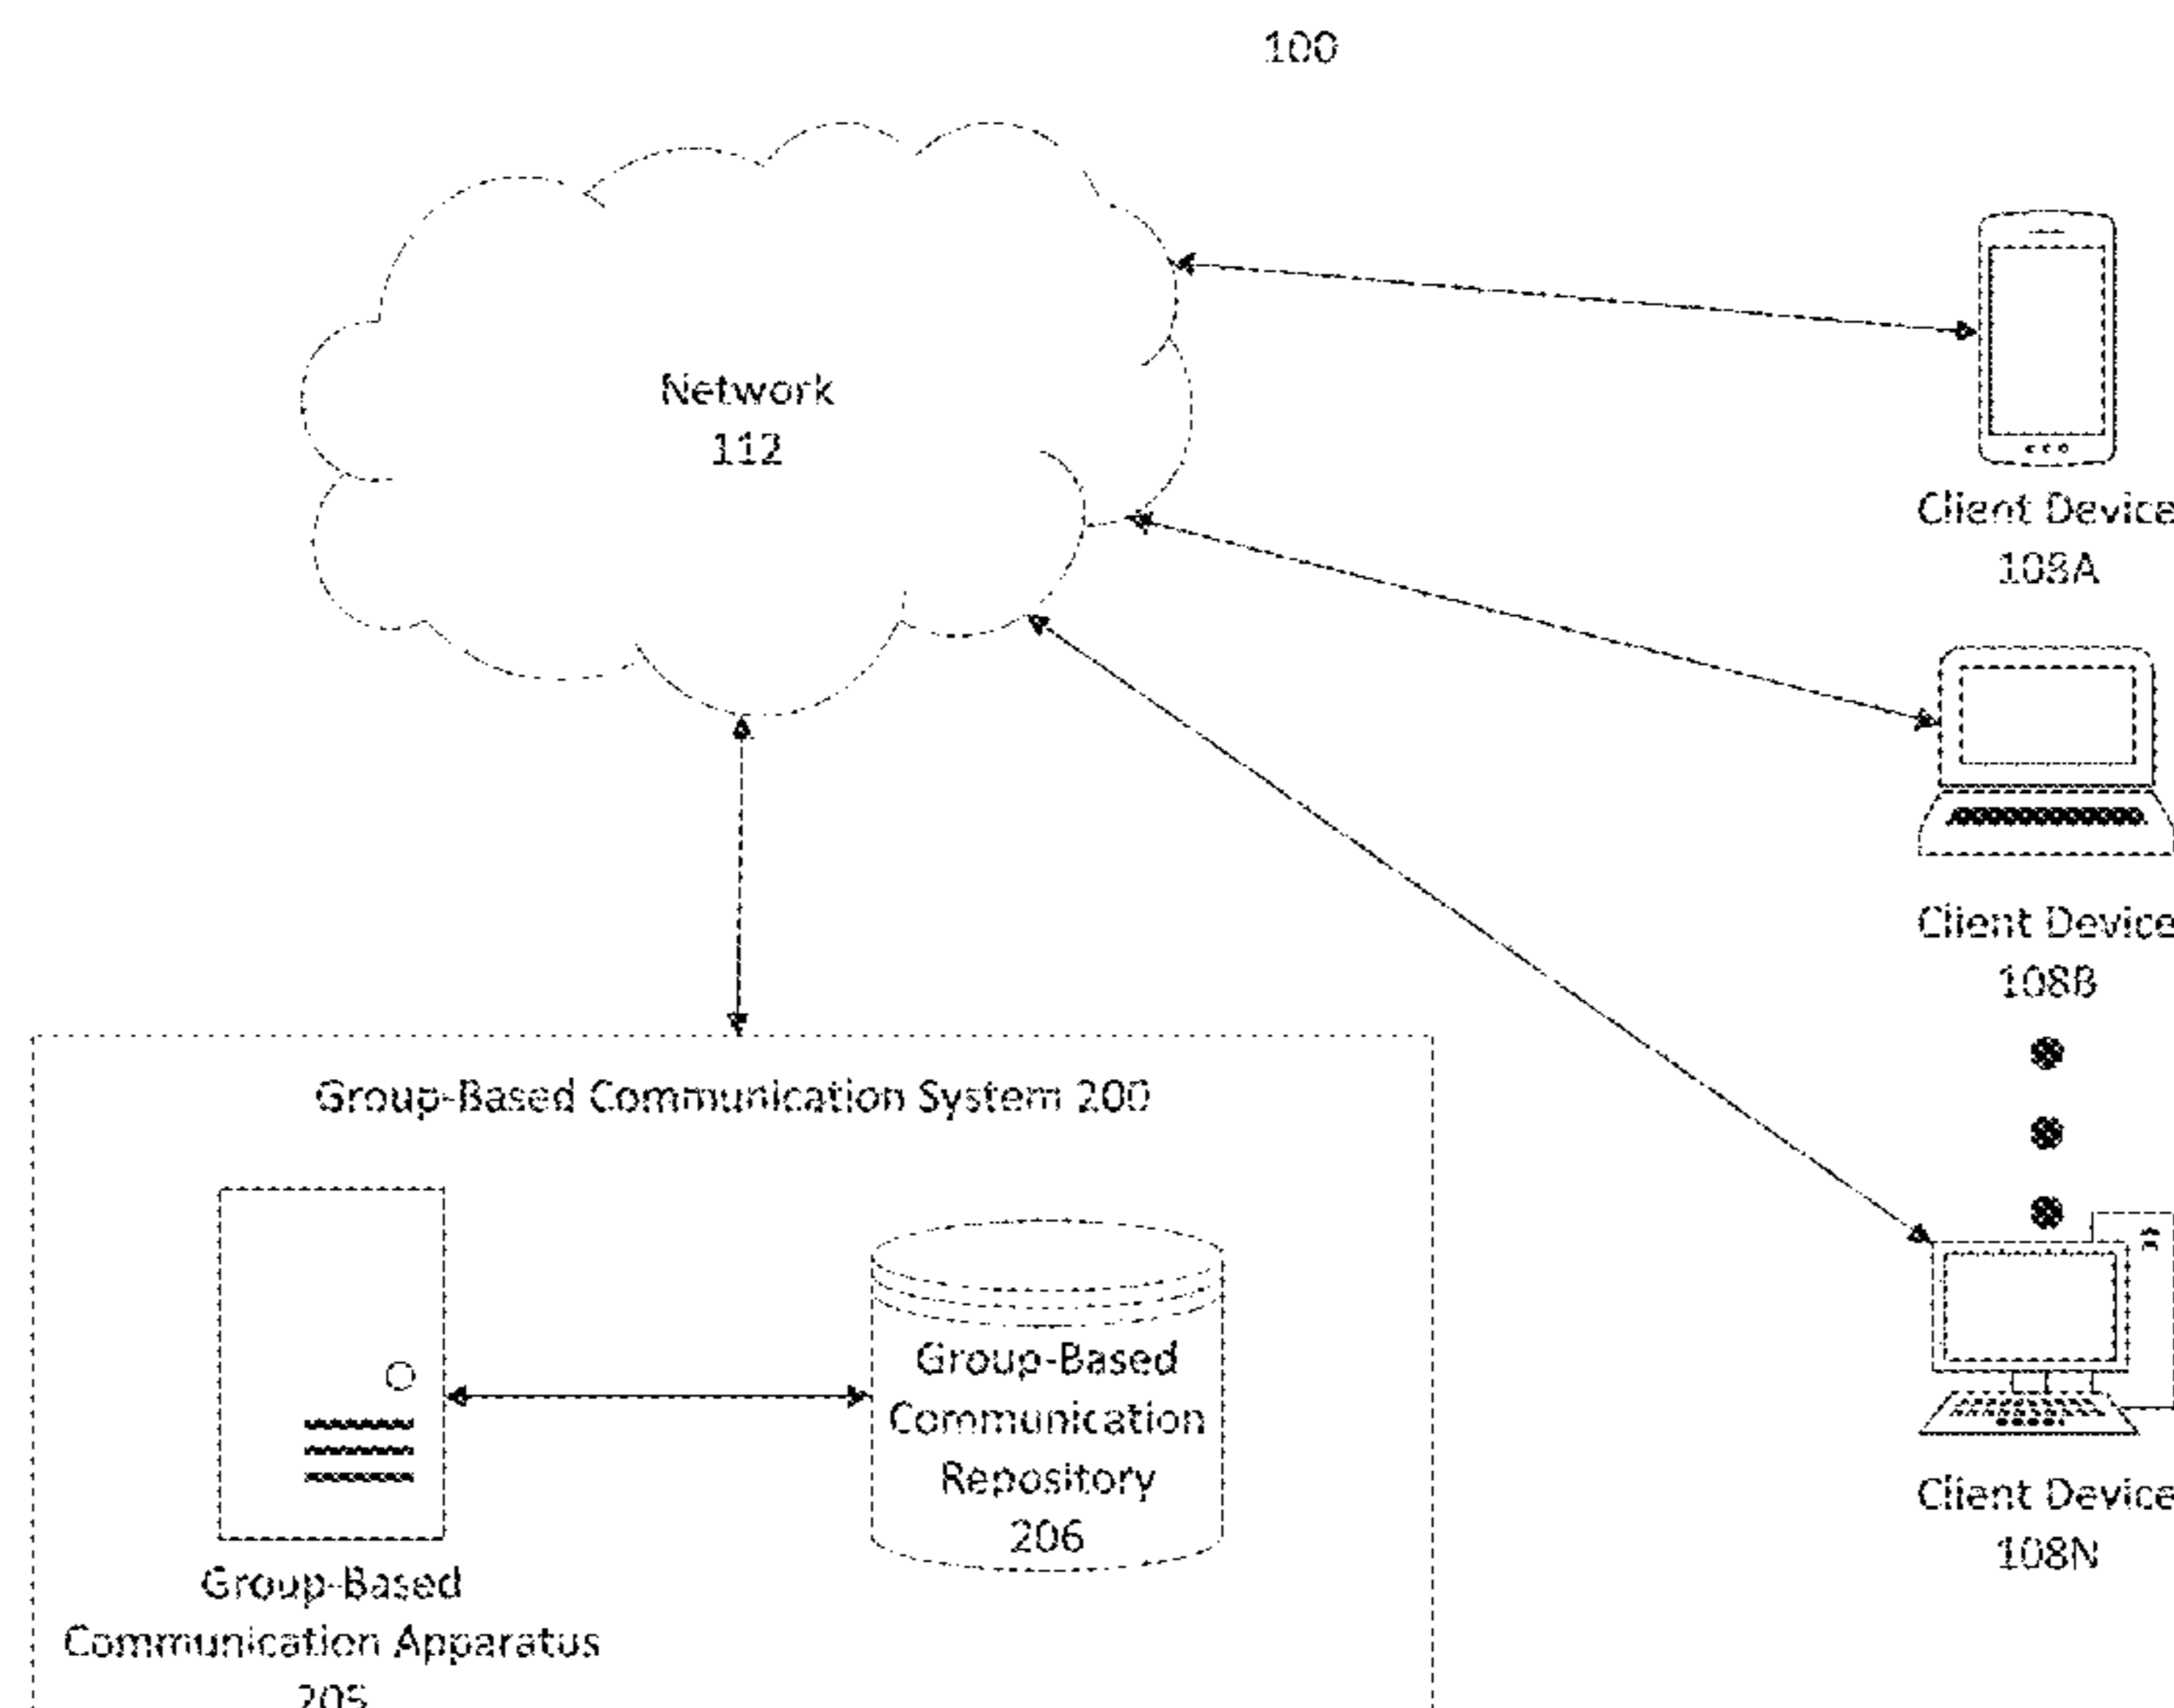 100
Network
112
Client Device
108A
Client Device
108B
Group-Based Communication System 200
Group-Based
Communication
Repository
206
Client Device
108N
Group-Based
Communication Apparatus
205